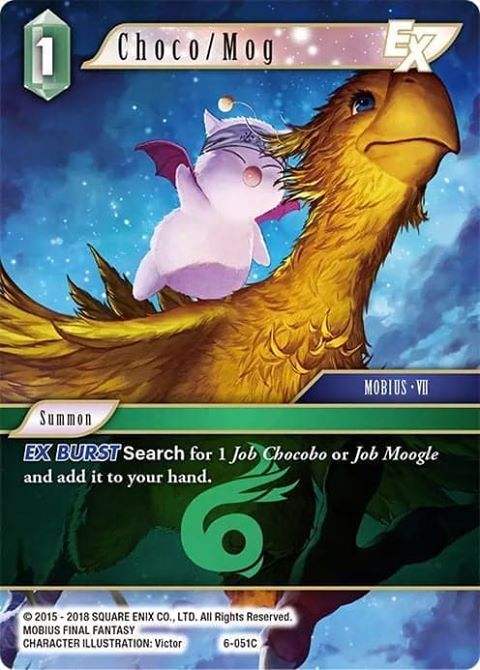 1
Choco/Mog
EX
MOBIUS · VII
Summon
EX BURST Search for 1 Job Chocobo or Job Moogle
and add it to your hand.
© 2015 - 2018 SQUARE ENIX CO., LTD. All Rights Reserved.
MOBIUS FINAL FANTASY
CHARACTER ILLUSTRATION: Victor
6-051C